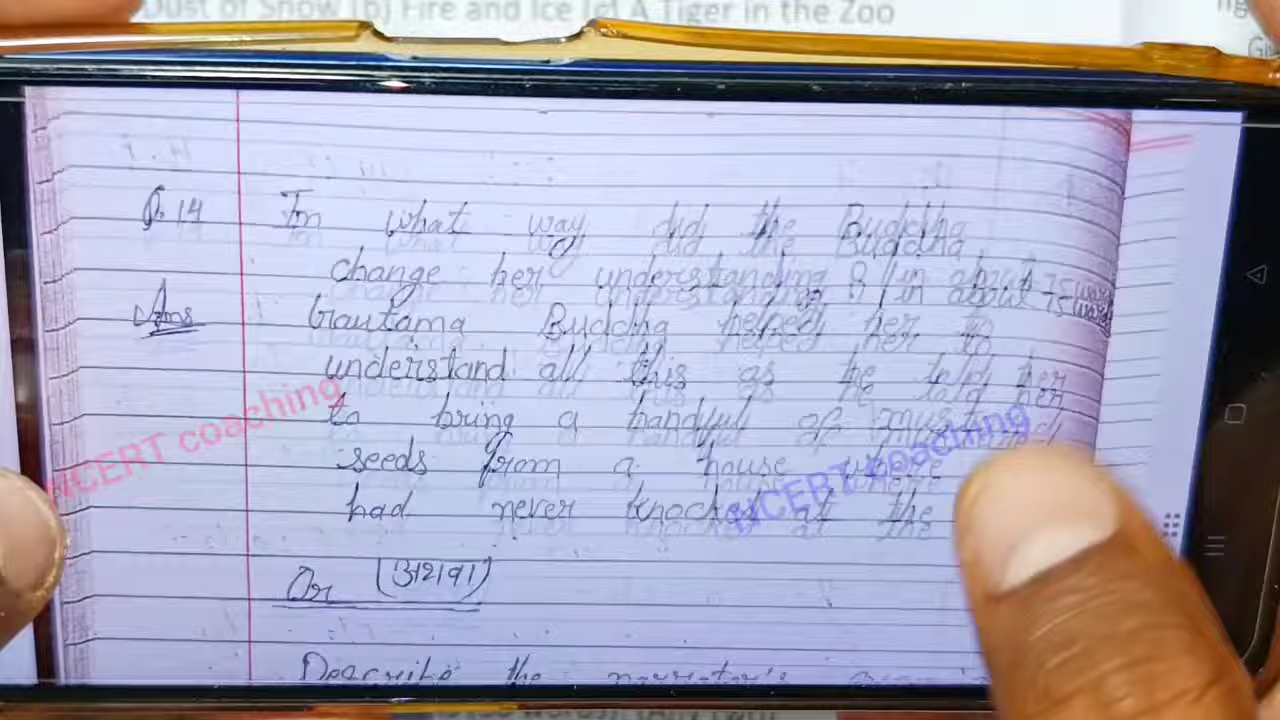 Dust of Snow (b) Fire and Ice (c) A Tiger in the Zoo
Q.14 In what way did the Buddha
change her understanding? (in about 75 words
Ans Gautama Buddha helped her to
understand all this as he told her
to bring a handful of
seeds from a house where
had never knocked at the
Or (अथवा)
Describe the narrator's
NCERT coaching
NCERT coaching